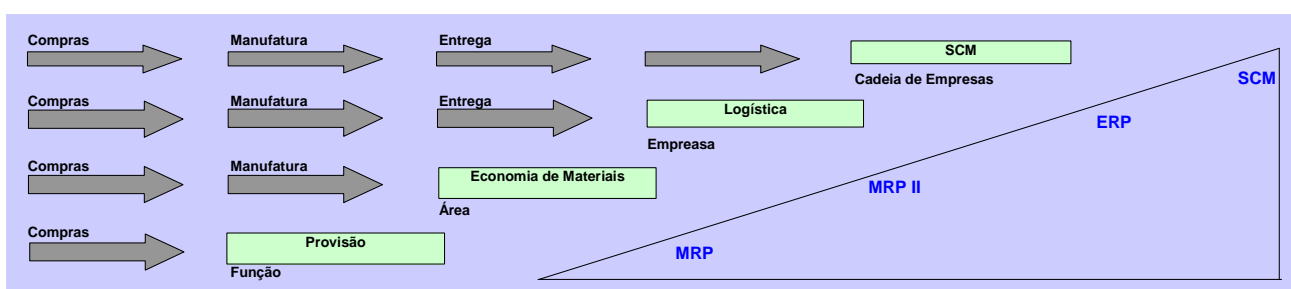 Compras Manufatura Entrega SCM
Cadeia de Empresas SCM
Compras Manufatura Entrega Logística
ERP
Empreasa
Compras Manufatura Economia de Materiais
MRP II
Área
Compras Provisão
MRP
Função